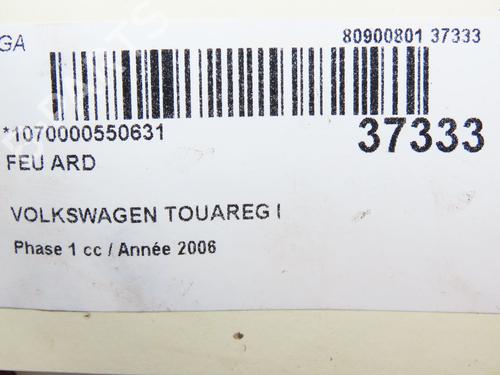 GA
80900801 37333
*1070000550631
37333
FEU ARD
VOLKSWAGEN TOUAREG I
Phase 1 cc / Année 2006